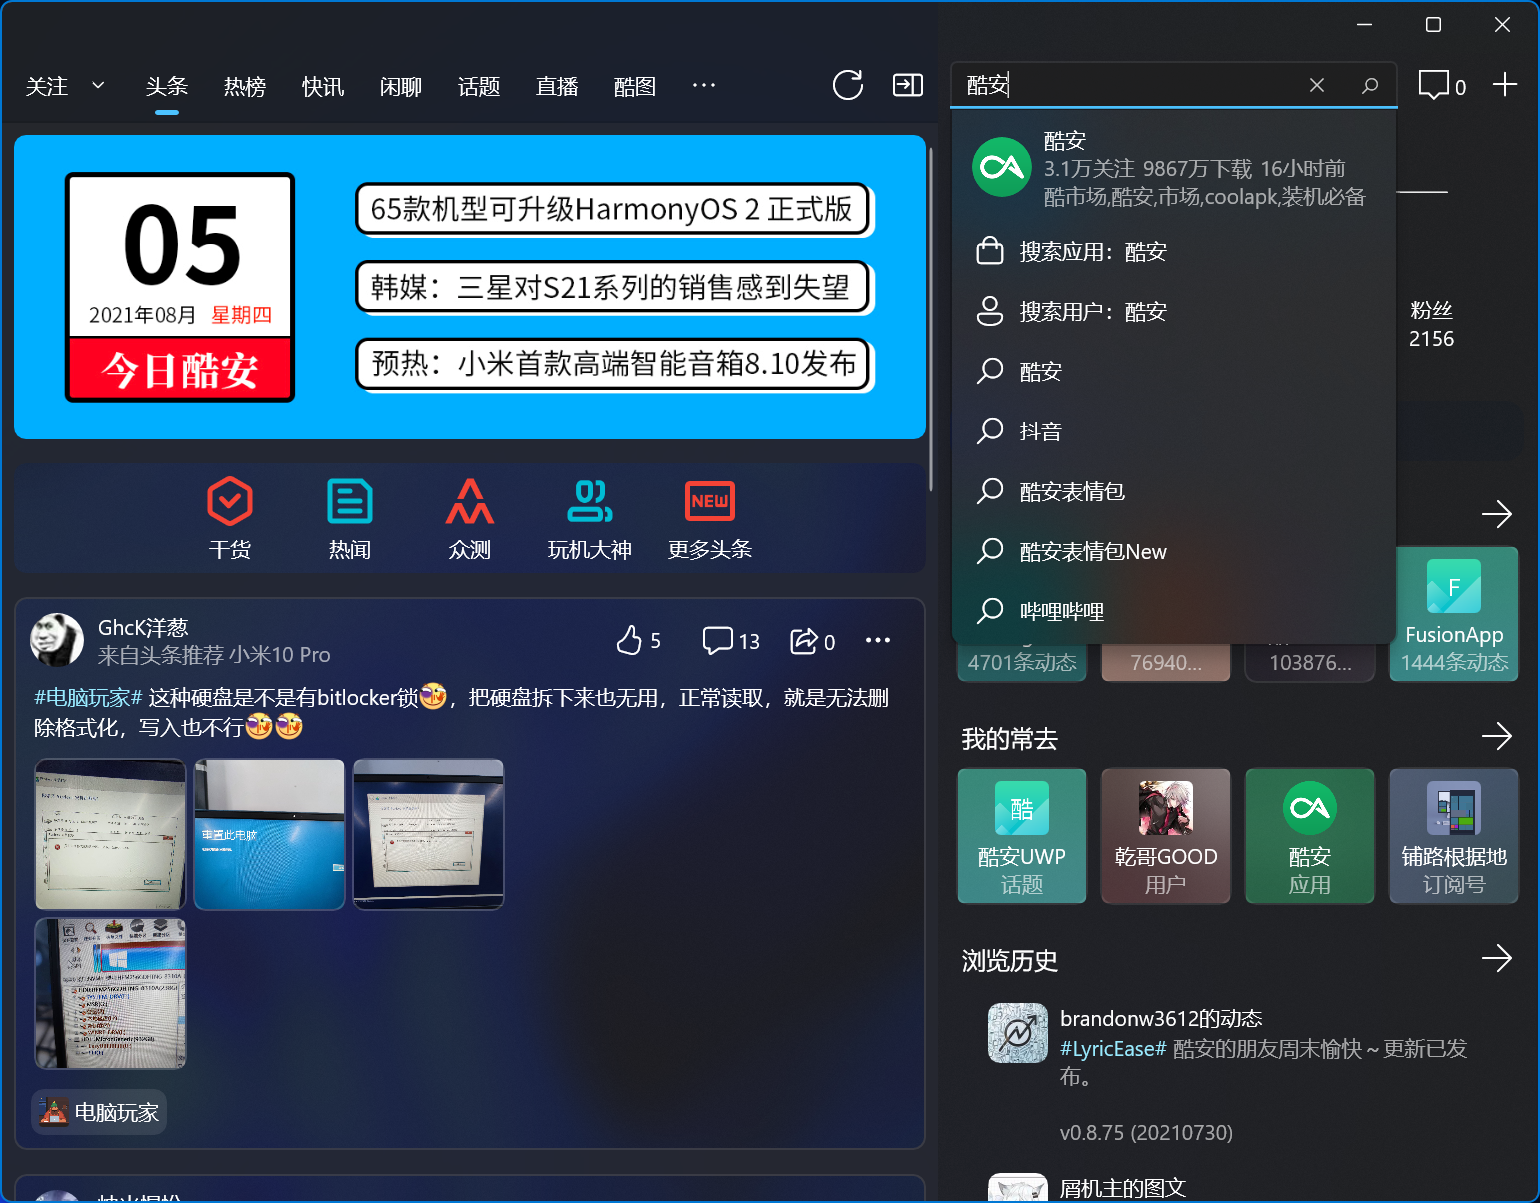 关注
头条
热榜
快讯
闲聊
话题
直播
酷图
酷安
0
05
2021年08月 星期四
今日酷安
65款机型可升级HarmonyOS 2 正式版
韩媒：三星对S21系列的销售感到失望
预热：小米首款高端智能音箱8.10发布
干货
热闻
众测
玩机大神
NEW
更多头条
GhcK洋葱
来自头条推荐 小米10 Pro
5
13
0
#电脑玩家# 这种硬盘是不是有bitlocker锁，把硬盘拆下来也无用，正常读取，就是无法删
除格式化，写入也不行
重置此电脑
电脑玩家
酷安
3.1万关注 9867万下载 16小时前
酷市场,酷安,市场,coolapk,装机必备
搜索应用：酷安
搜索用户：酷安
酷安
抖音
酷安表情包
酷安表情包New
哔哩哔哩
粉丝
2156
4701条动态
76940...
103876...
F
FusionApp
1444条动态
我的常去
酷
酷安UWP
话题
乾哥GOOD
用户
酷安
应用
铺路根据地
订阅号
浏览历史
brandonw3612的动态
#LyricEase# 酷安的朋友周末愉快～更新已发
布。
v0.8.75 (20210730)
屑机主的图文